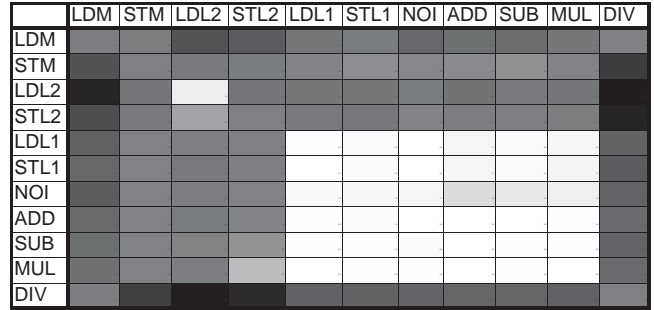 LDM STM LDL2 STL2 LDL1 STL1 NOI ADD SUB MUL DIV
LDM
STM
LDL2
STL2
LDL1
STL1
NOI
ADD
SUB
MUL
DIV